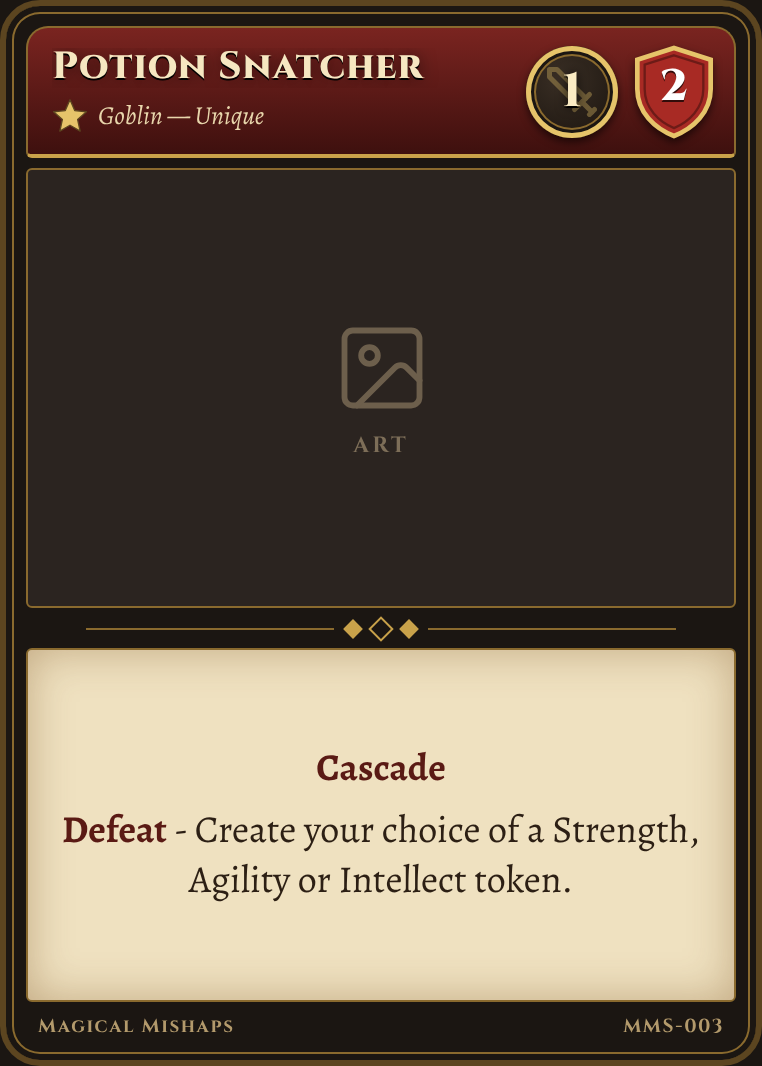 Potion Snatcher
Goblin — Unique
1
2
ART
Cascade
Defeat - Create your choice of a Strength,
Agility or Intellect token.
Magical Mishaps
MMS-003